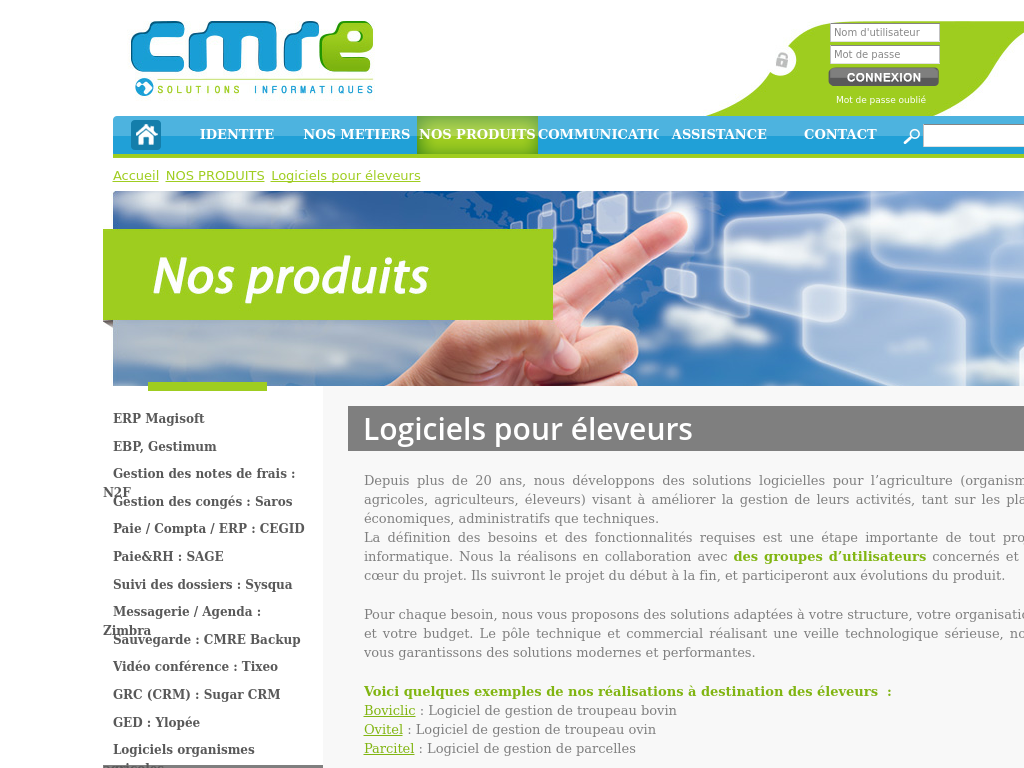 cmre
SOLUTIONS INFORMATIQUES
Nom d'utilisateur
Mot de passe
CONNEXION
Mot de passe oublié
IDENTITE NOS METIERS NOS PRODUITS COMMUNICATIO ASSISTANCE CONTACT
Accueil NOS PRODUITS Logiciels pour éleveurs
Nos produits
ERP Magisoft
EBP, Gestimum
Gestion des notes de frais :
N2F
Gestion des congés : Saros
Paie / Compta / ERP : CEGID
Paie&RH : SAGE
Suivi des dossiers : Sysqua
Messagerie / Agenda :
Zimbra
Sauvegarde : CMRE Backup
Vidéo conférence : Tixeo
GRC (CRM) : Sugar CRM
GED : Ylopée
Logiciels organismes
agricoles
Logiciels pour éleveurs
Depuis plus de 20 ans, nous développons des solutions logicielles pour l’agriculture (organism
agricoles, agriculteurs, éleveurs) visant à améliorer la gestion de leurs activités, tant sur les pla
économiques, administratifs que techniques.
La définition des besoins et des fonctionnalités requises est une étape importante de tout pro
informatique. Nous la réalisons en collaboration avec des groupes d’utilisateurs concernés et
cœur du projet. Ils suivront le projet du début à la fin, et participeront aux évolutions du produit.
Pour chaque besoin, nous vous proposons des solutions adaptées à votre structure, votre organisatio
et votre budget. Le pôle technique et commercial réalisant une veille technologique sérieuse, no
vous garantissons des solutions modernes et performantes.
Voici quelques exemples de nos réalisations à destination des éleveurs :
Boviclic : Logiciel de gestion de troupeau bovin
Ovitel : Logiciel de gestion de troupeau ovin
Parcitel : Logiciel de gestion de parcelles